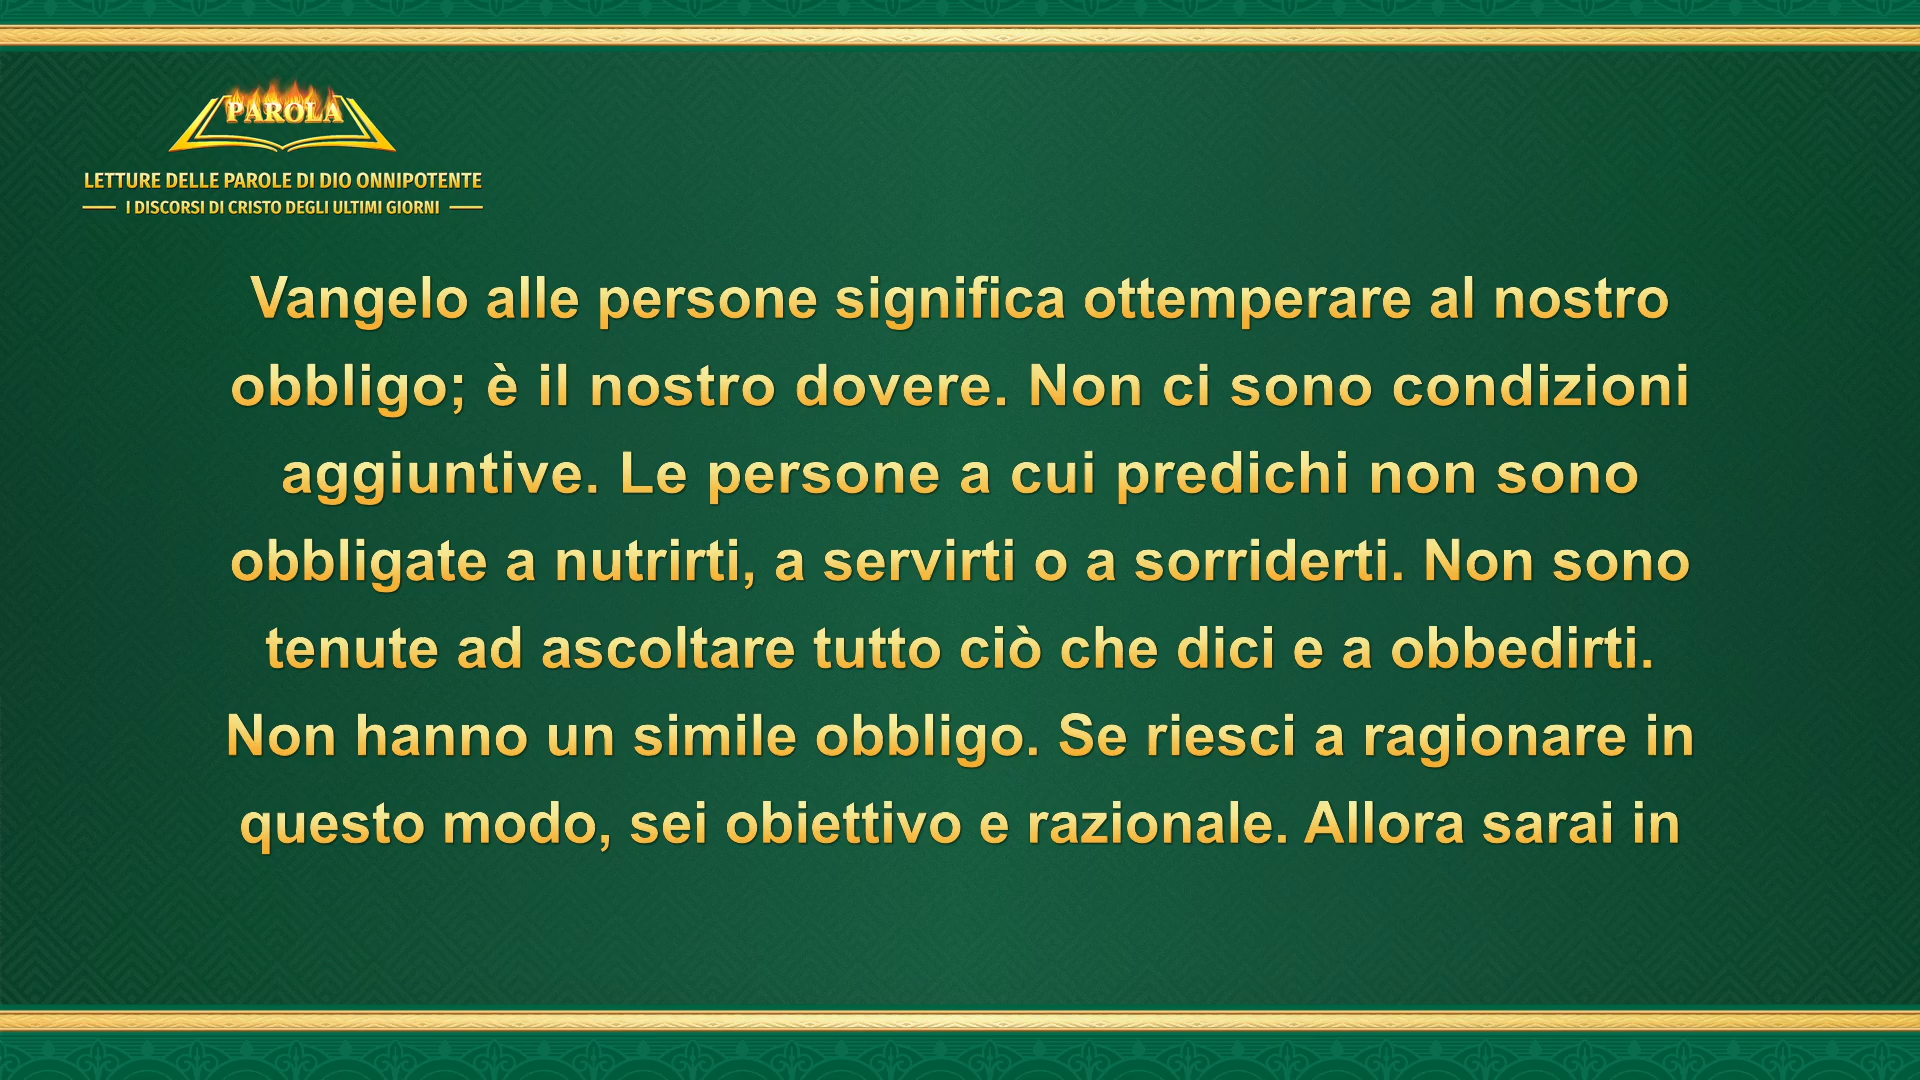 PAROLA
LETTURE DELLE PAROLE DI DIO ONNIPOTENTE
I DISCORSI DI CRISTO DEGLI ULTIMI GIORNI
Vangelo alle persone significa ottemperare al nostro
obbligo; è il nostro dovere. Non ci sono condizioni
aggiuntive. Le persone a cui predichi non sono
obbligate a nutrirti, a servirti o a sorriderti. Non sono
tenute ad ascoltare tutto ciò che dici e a obbedirti.
Non hanno un simile obbligo. Se riesci a ragionare in
questo modo, sei obiettivo e razionale. Allora sarai in